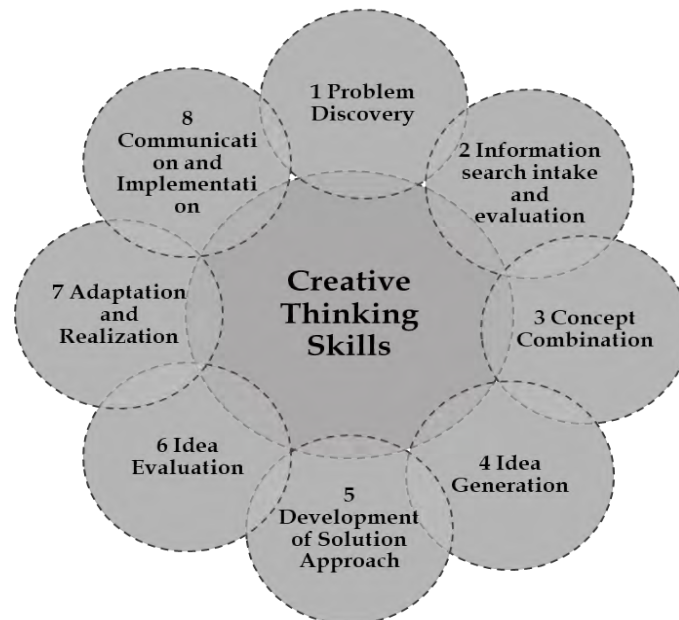 1 Problem
Discovery
2 Information
search intake
and
evaluation
3 Concept
Combination
4 Idea
Generation
5
Development
of Solution
Approach
6 Idea
Evaluation
7 Adaptation
and
Realization
8
Communicati
on and
Implementati
on
Creative
Thinking
Skills